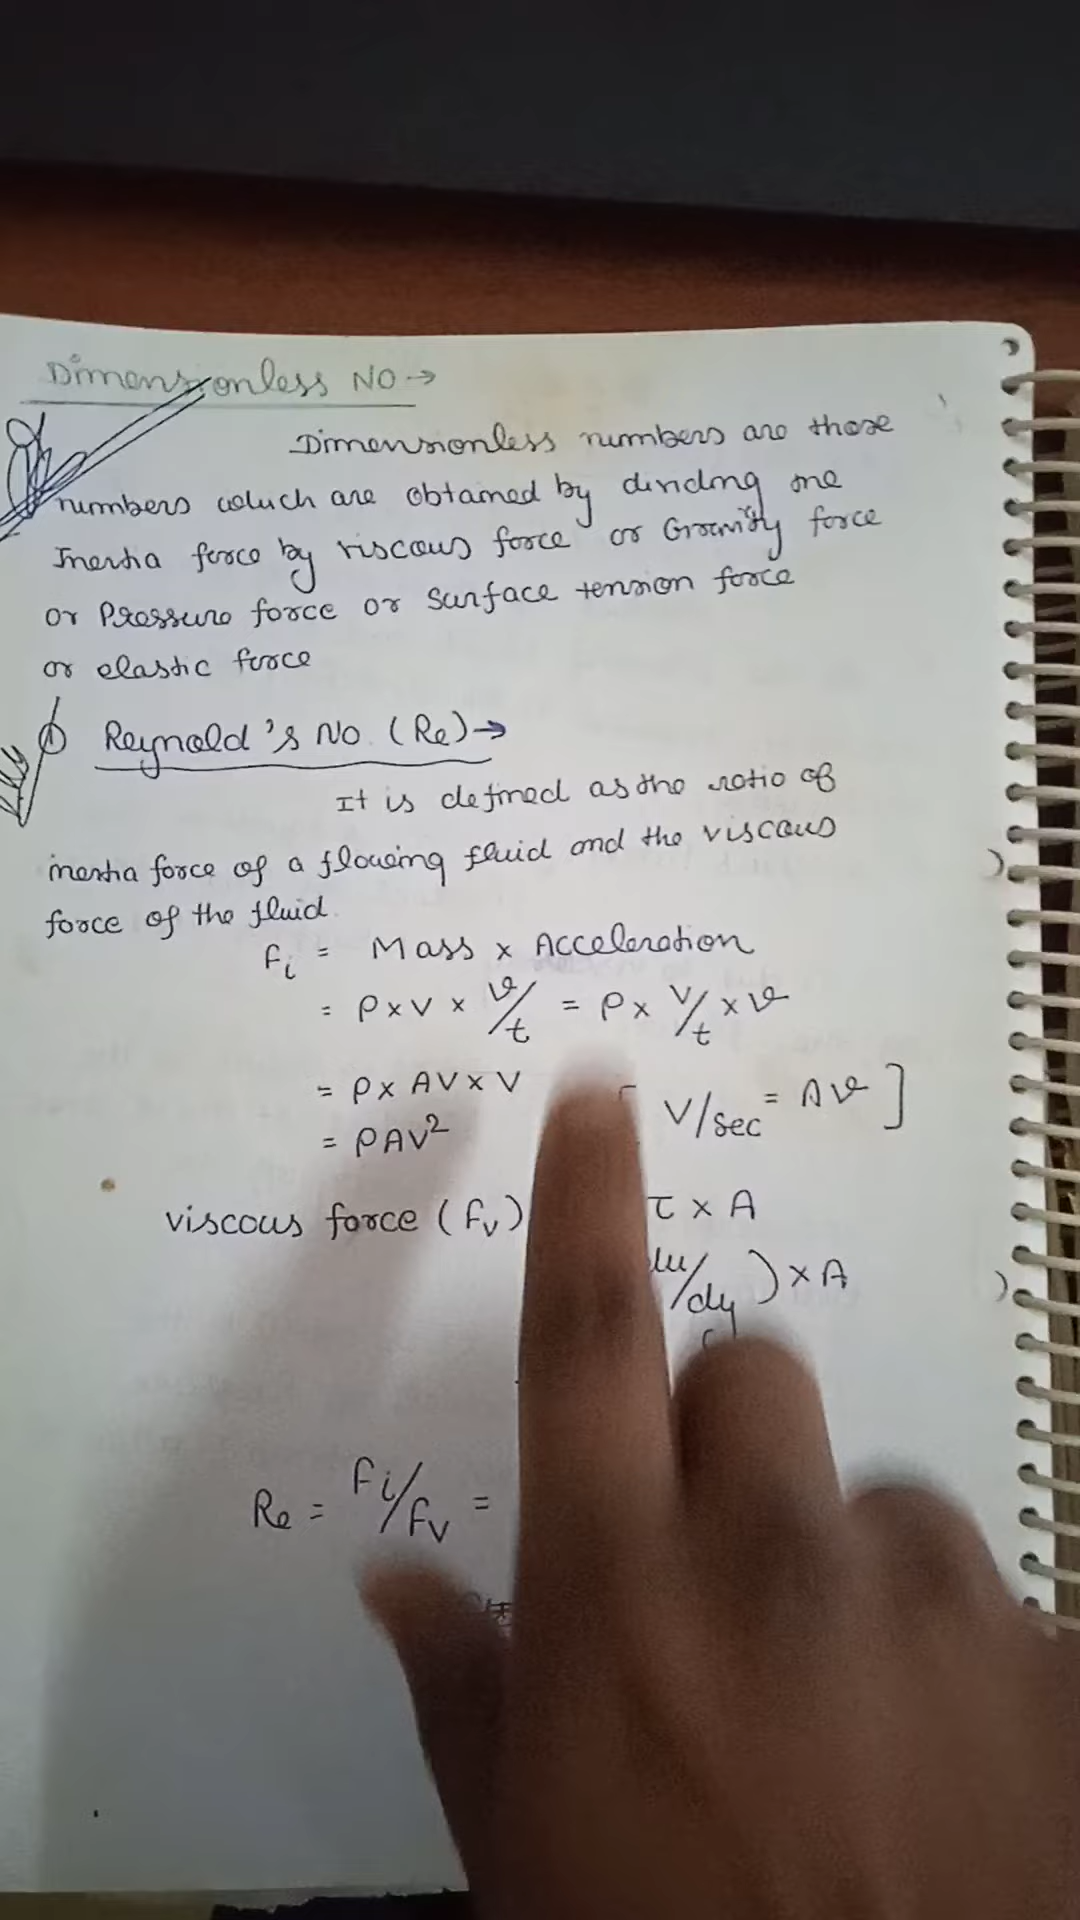 Dimensionless NO →
Dimensionless numbers are those
numbers which are obtained by dividing me
Inertia force by viscous force or Gravity force
or Pressure force or surface tension force
or elastic force
① Reynold's NO. (Re) →
It is defined as the ratio of
inertia force of a flowing fluid and the viscous
force of the fluid.
Fi = Mass × Acceleration
= ρ × V × v/t = ρ × V/t × v
= ρ × AV × V [ V/sec = Av ]
= ρAV²
viscous force (Fv) τ × A
du/dy ) × A
Re = Fi/Fv =